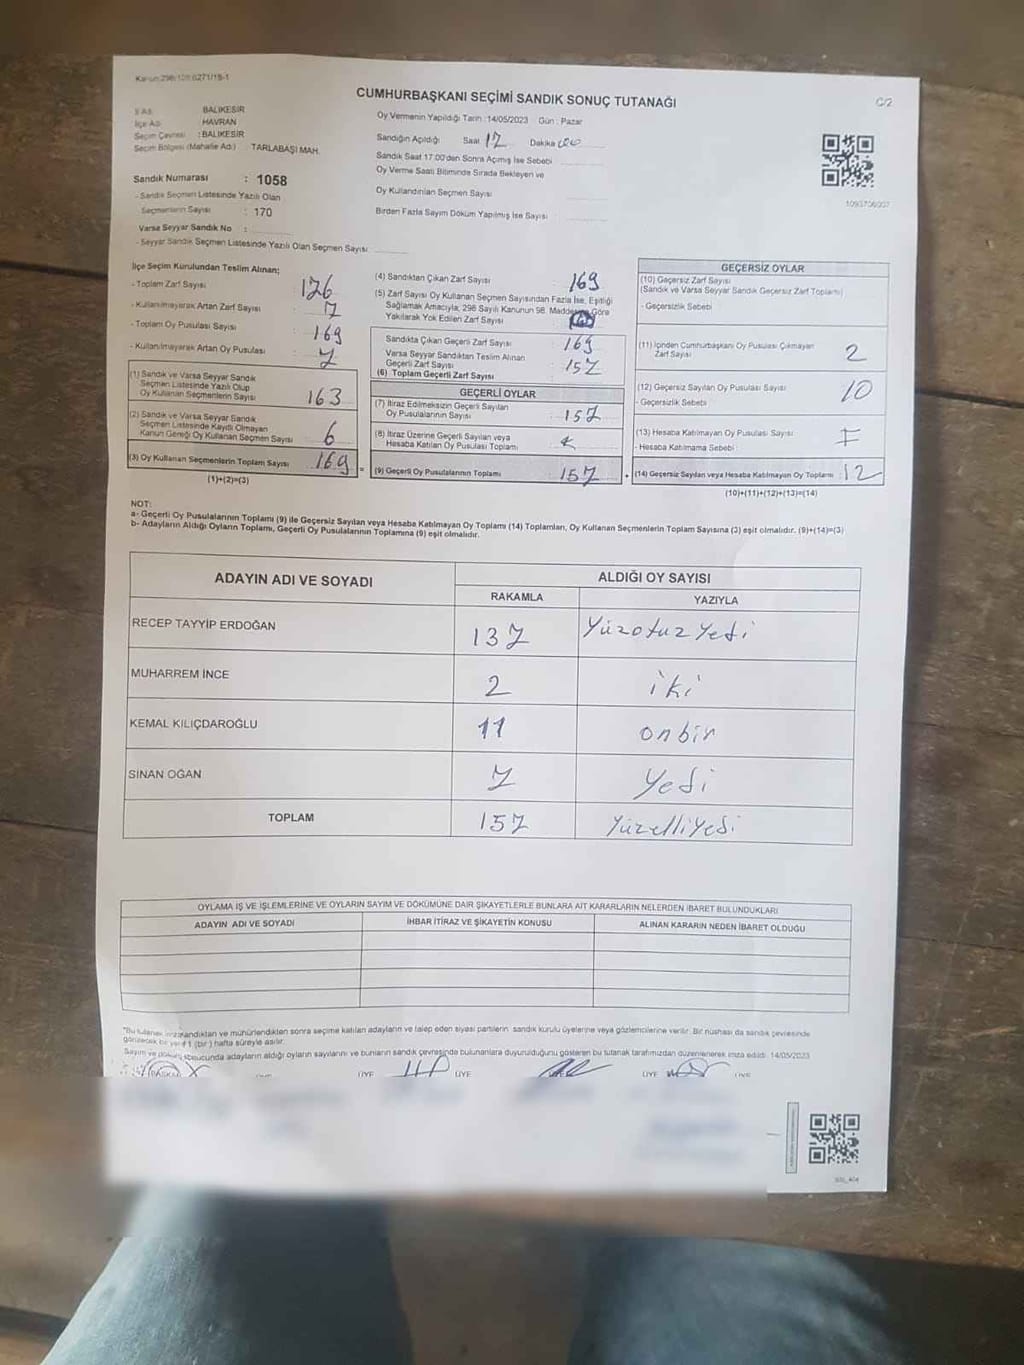 Kanun:298/105;6271/19-1
CUMHURBAŞKANI SEÇİMİ SANDIK SONUÇ TUTANAĞI
C/2
İl Adı : BALIKESİR
İlçe Adı : HAVRAN
Seçim Çevresi : BALIKESİR
Seçim Bölgesi (Mahalle Adı) : TARLABAŞI MAH.
Sandık Numarası : 1058
- Sandık Seçmen Listesinde Yazılı Olan
Seçmenlerin Sayısı : 170
Varsa Seyyar Sandık No :
- Seyyar Sandık Seçmen Listesinde Yazılı Olan Seçmen Sayısı
Oy Vermenin Yapıldığı Tarih :14/05/2023 Gün : Pazar
Sandığın Açıldığı Saat 17 Dakika
Sandık Saat 17:00'den Sonra Açılmış İse Sebebi
Oy Verme Saati Bitiminde Sırada Bekleyen ve
Oy Kullandırılan Seçmen Sayısı
Birden Fazla Sayım Döküm Yapılmış İse Sayısı
1093706007
İlçe Seçim Kurulundan Teslim Alınan;
- Toplam Zarf Sayısı 176
- Kullanılmayarak Artan Zarf Sayısı 7
- Toplam Oy Pusulası Sayısı 169
- Kullanılmayarak Artan Oy Pusulası 7
(1) Sandık ve Varsa Seyyar Sandık
Seçmen Listesinde Yazılı Olup
Oy Kullanan Seçmenlerin Sayısı 163
(2) Sandık ve Varsa Seyyar Sandık
Seçmen Listesinde Kayıtlı Olmayan
Kanun Gereği Oy Kullanan Seçmen Sayısı 6
(3) Oy Kullanan Seçmenlerin Toplam Sayısı 169 =
(1)+(2)=(3)
(4) Sandıktan Çıkan Zarf Sayısı 169
(5) Zarf Sayısı Oy Kullanan Seçmen Sayısından Fazla İse, Eşitliği
Sağlamak Amacıyla, 298 Sayılı Kanunun 98. Maddesine Göre
Yakılarak Yok Edilen Zarf Sayısı
Sandıkta Çıkan Geçerli Zarf Sayısı : 169
Varsa Seyyar Sandıktan Teslim Alınan
Geçerli Zarf Sayısı : 157
(6) Toplam Geçerli Zarf Sayısı
GEÇERLİ OYLAR
(7) İtiraz Edilmeksizin Geçerli Sayılan
Oy Pusulalarının Sayısı : 157
(8) İtiraz Üzerine Geçerli Sayılan veya
Hesaba Katılan Oy Pusulası Toplamı :
(9) Geçerli Oy Pusulalarının Toplamı : 157 +
GEÇERSİZ OYLAR
(10) Geçersiz Zarf Sayısı
(Sandık ve Varsa Seyyar Sandık Geçersiz Zarf Toplamı)
- Geçersizlik Sebebi
(11) İçinden Cumhurbaşkanı Oy Pusulası Çıkmayan
Zarf Sayısı : 2
(12) Geçersiz Sayılan Oy Pusulası Sayısı : 10
- Geçersizlik Sebebi
(13) Hesaba Katılmayan Oy Pusulası Sayısı
- Hesaba Katılmama Sebebi
(14) Geçersiz Sayılan veya Hesaba Katılmayan Oy Toplamı : 12
(10)+(11)+(12)+(13)=(14)
NOT:
a- Geçerli Oy Pusulalarının Toplamı (9) ile Geçersiz Sayılan veya Hesaba Katılmayan Oy Toplamı (14) Toplamları, Oy Kullanan Seçmenlerin Toplam Sayısına (3) eşit olmalıdır. (9)+(14)=(3)
b- Adayların Aldığı Oyların Toplamı, Geçerli Oy Pusulalarının Toplamına (9) eşit olmalıdır.
ADAYIN ADI VE SOYADI ALDIĞI OY SAYISI
RAKAMLA YAZIYLA
RECEP TAYYİP ERDOĞAN 137 Yüzotuzyedi
MUHARREM İNCE 2 iki
KEMAL KILIÇDAROĞLU 11 onbir
SİNAN OĞAN 7 Yedi
TOPLAM 157 Yüzelliyedi
OYLAMA İŞ VE İŞLEMLERİNE VE OYLARIN SAYIM VE DÖKÜMÜNE DAİR ŞİKAYETLERLE BUNLARA AİT KARARLARIN NELERDEN İBARET BULUNDUKLARI
ADAYIN ADI VE SOYADI İHBAR İTİRAZ VE ŞİKAYETİN KONUSU ALINAN KARARIN NEDEN İBARET OLDUĞU
"Bu tutanak imzalandıktan ve mühürlendikten sonra seçime katılan adayların ve talep eden siyasi partilerin sandık kurulu üyelerine veya gözlemcilerine verilir. Bir nüshası da sandık çevresinde
görülebilecek bir yere 1 (bir) hafta süreyle asılır.
Sayım ve döküm sonucunda adayların aldığı oyların sayılarını ve bunların sandık çevresinde bulunanlara duyurulduğunu gösteren bu tutanak tarafımızdan düzenlenerek imza edildi. 14/05/2023
BAŞKAN ÜYE ÜYE ÜYE ÜYE ÜYE ÜYE